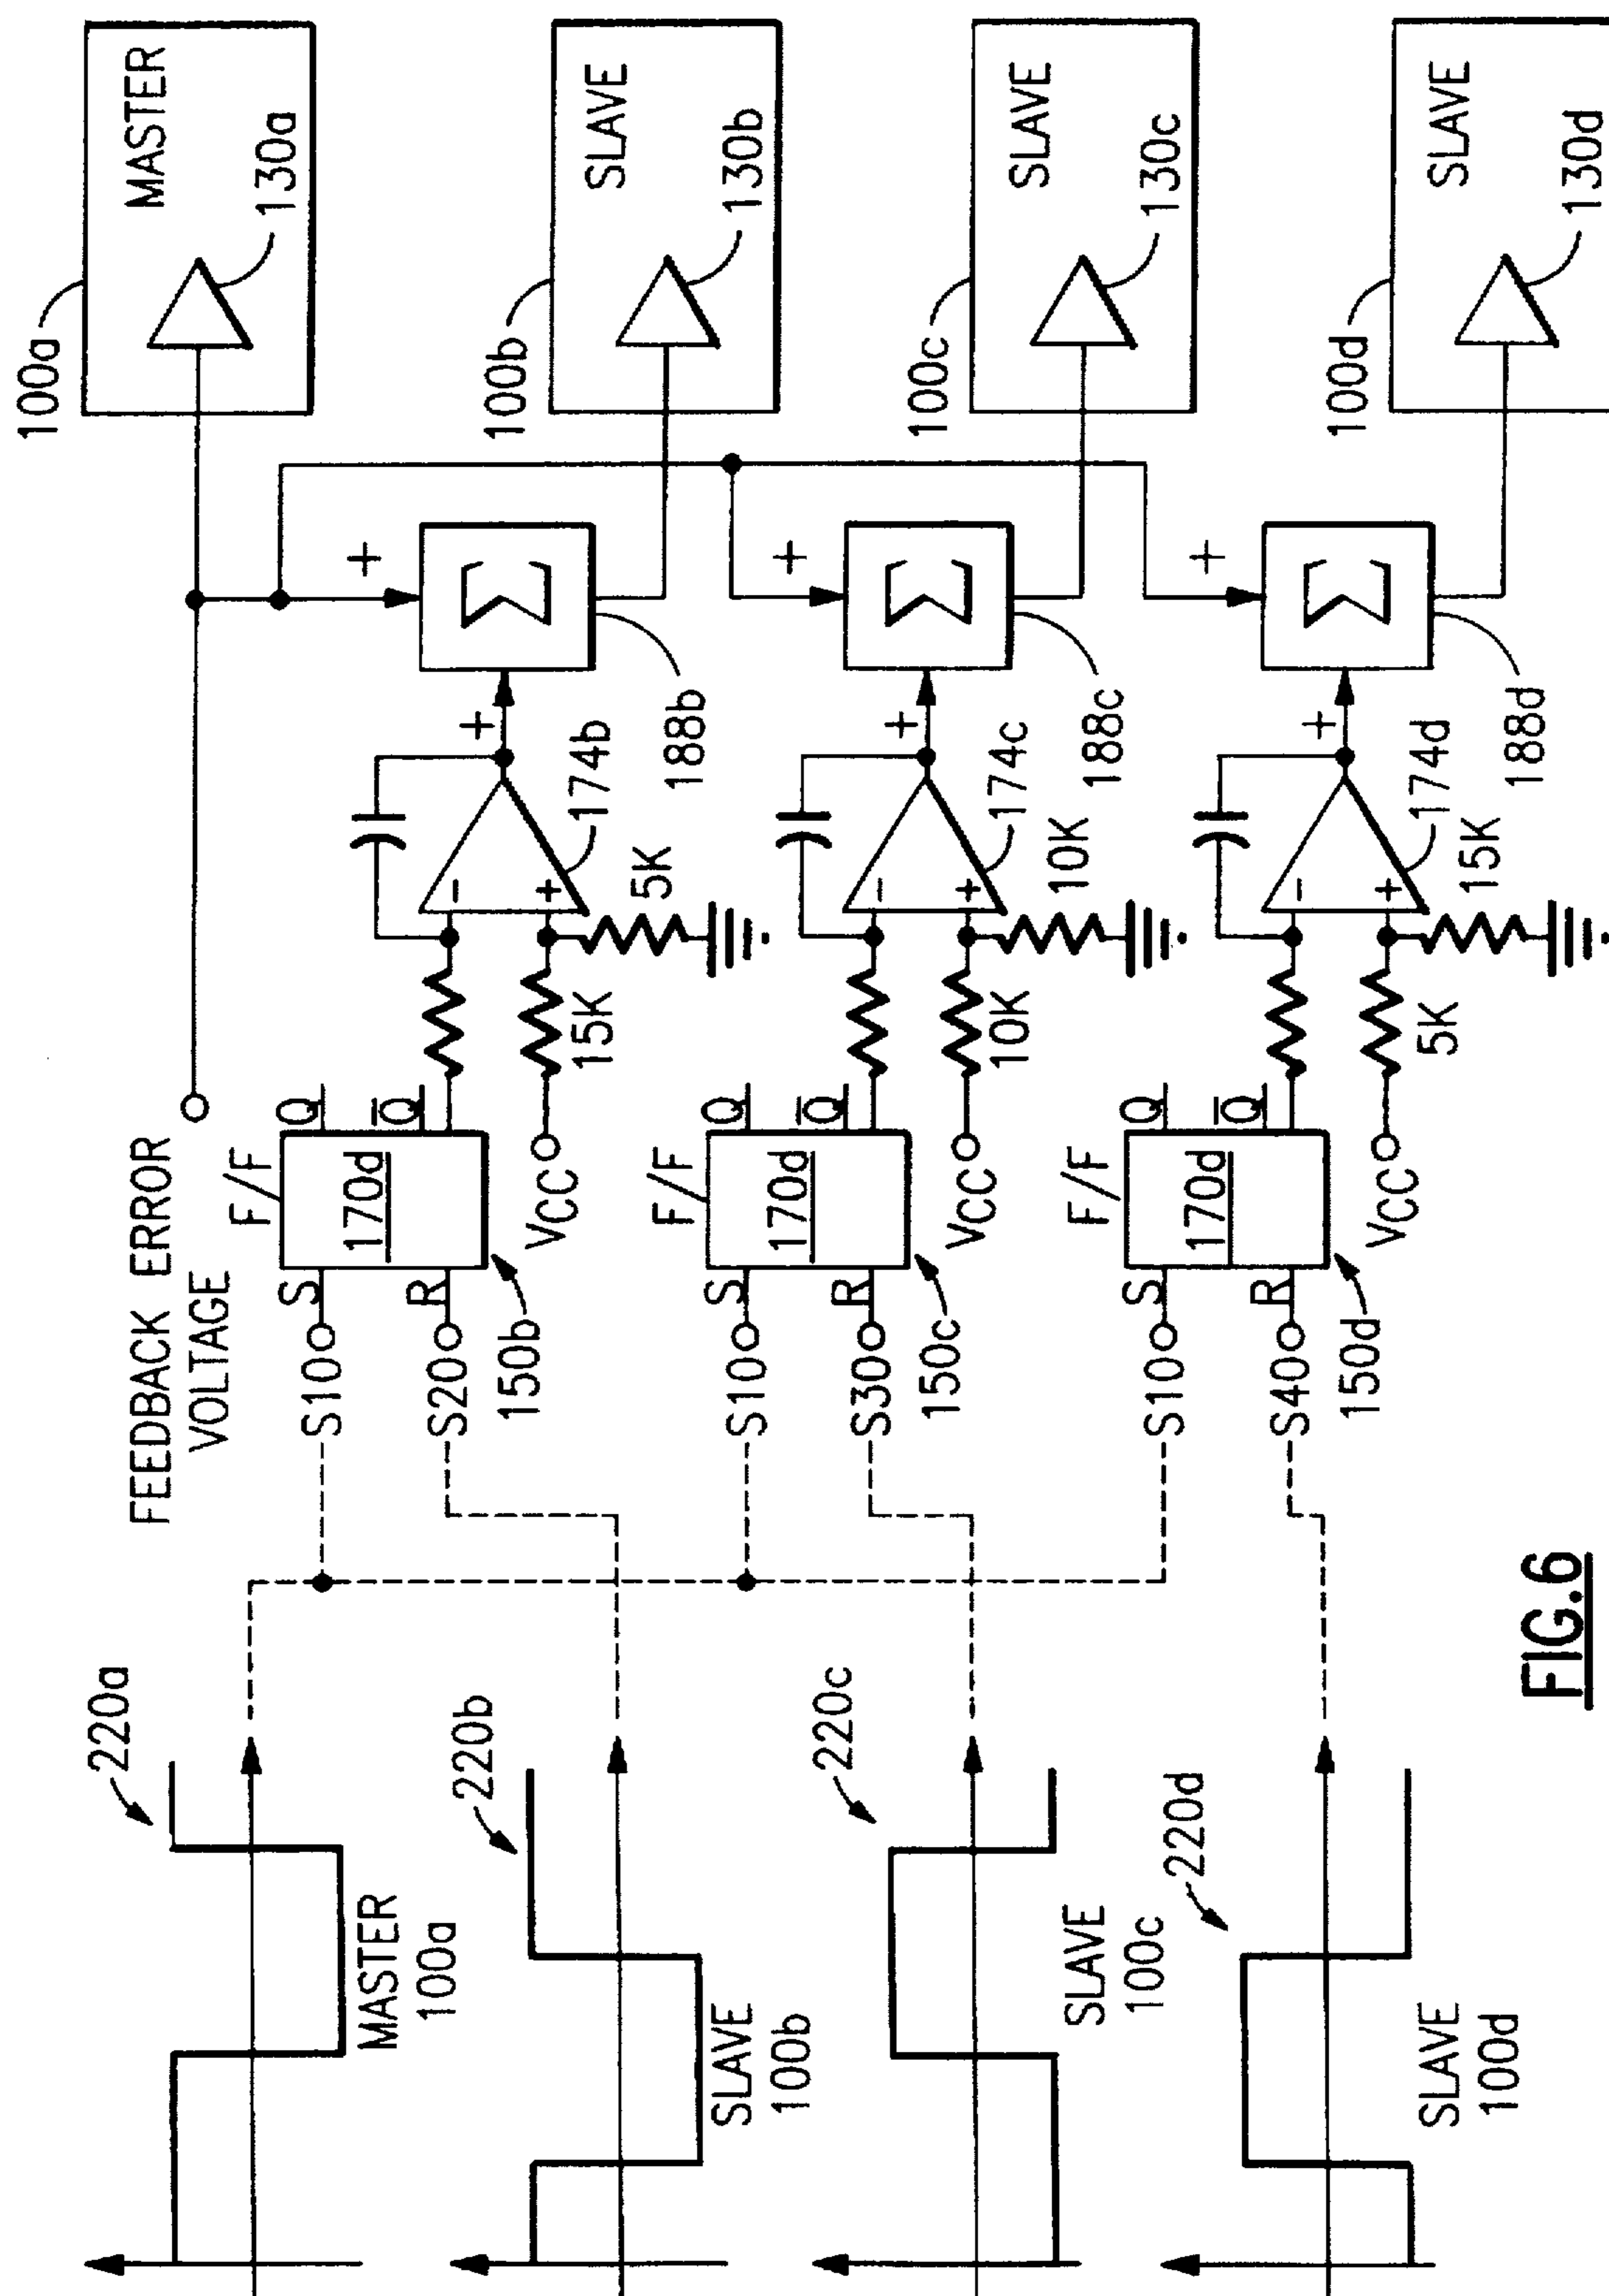 220a
MASTER
100a
220b
SLAVE
100b
220c
SLAVE
100c
220d
SLAVE
100d
FEEDBACK ERROR
VOLTAGE
S10
S20
S
R
F/F
170d
Q
Q̅
150b
VCC
15K
5K
-
+
174b
+
+
Σ
188b
S10
S30
S
R
F/F
170d
Q
Q̅
150c
VCC
10K
10K
-
+
174c
+
+
Σ
188c
S10
S40
S
R
F/F
170d
Q
Q̅
150d
VCC
5K
15K
-
+
174d
+
+
Σ
188d
100a
MASTER
130a
100b
SLAVE
130b
100c
SLAVE
130c
100d
SLAVE
130d
FIG.6